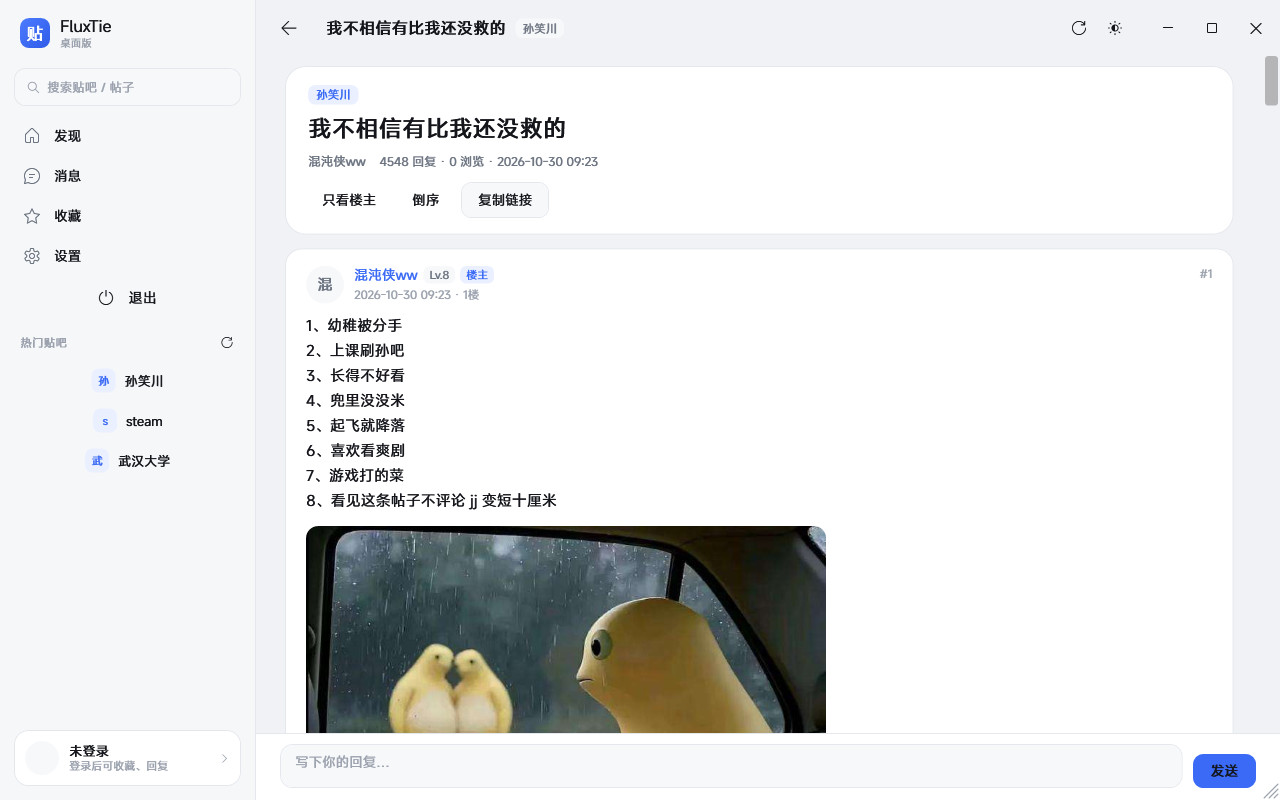 贴 FluxTie
桌面版
搜索贴吧 / 帖子
发现
消息
收藏
设置
退出
热门贴吧
孙 孙笑川
s steam
武 武汉大学
未登录
登录后可收藏、回复
我不相信有比我还没救的 孙笑川
孙笑川
我不相信有比我还没救的
混沌侠ww 4548 回复 · 0 浏览 · 2026-10-30 09:23
只看楼主 倒序 复制链接
混 混沌侠ww Lv.8 楼主 #1
2026-10-30 09:23 · 1楼
1、幼稚被分手
2、上课刷孙吧
3、长得不好看
4、兜里没没米
5、起飞就降落
6、喜欢看爽剧
7、游戏打的菜
8、看见这条帖子不评论 jj 变短十厘米
写下你的回复...
发送